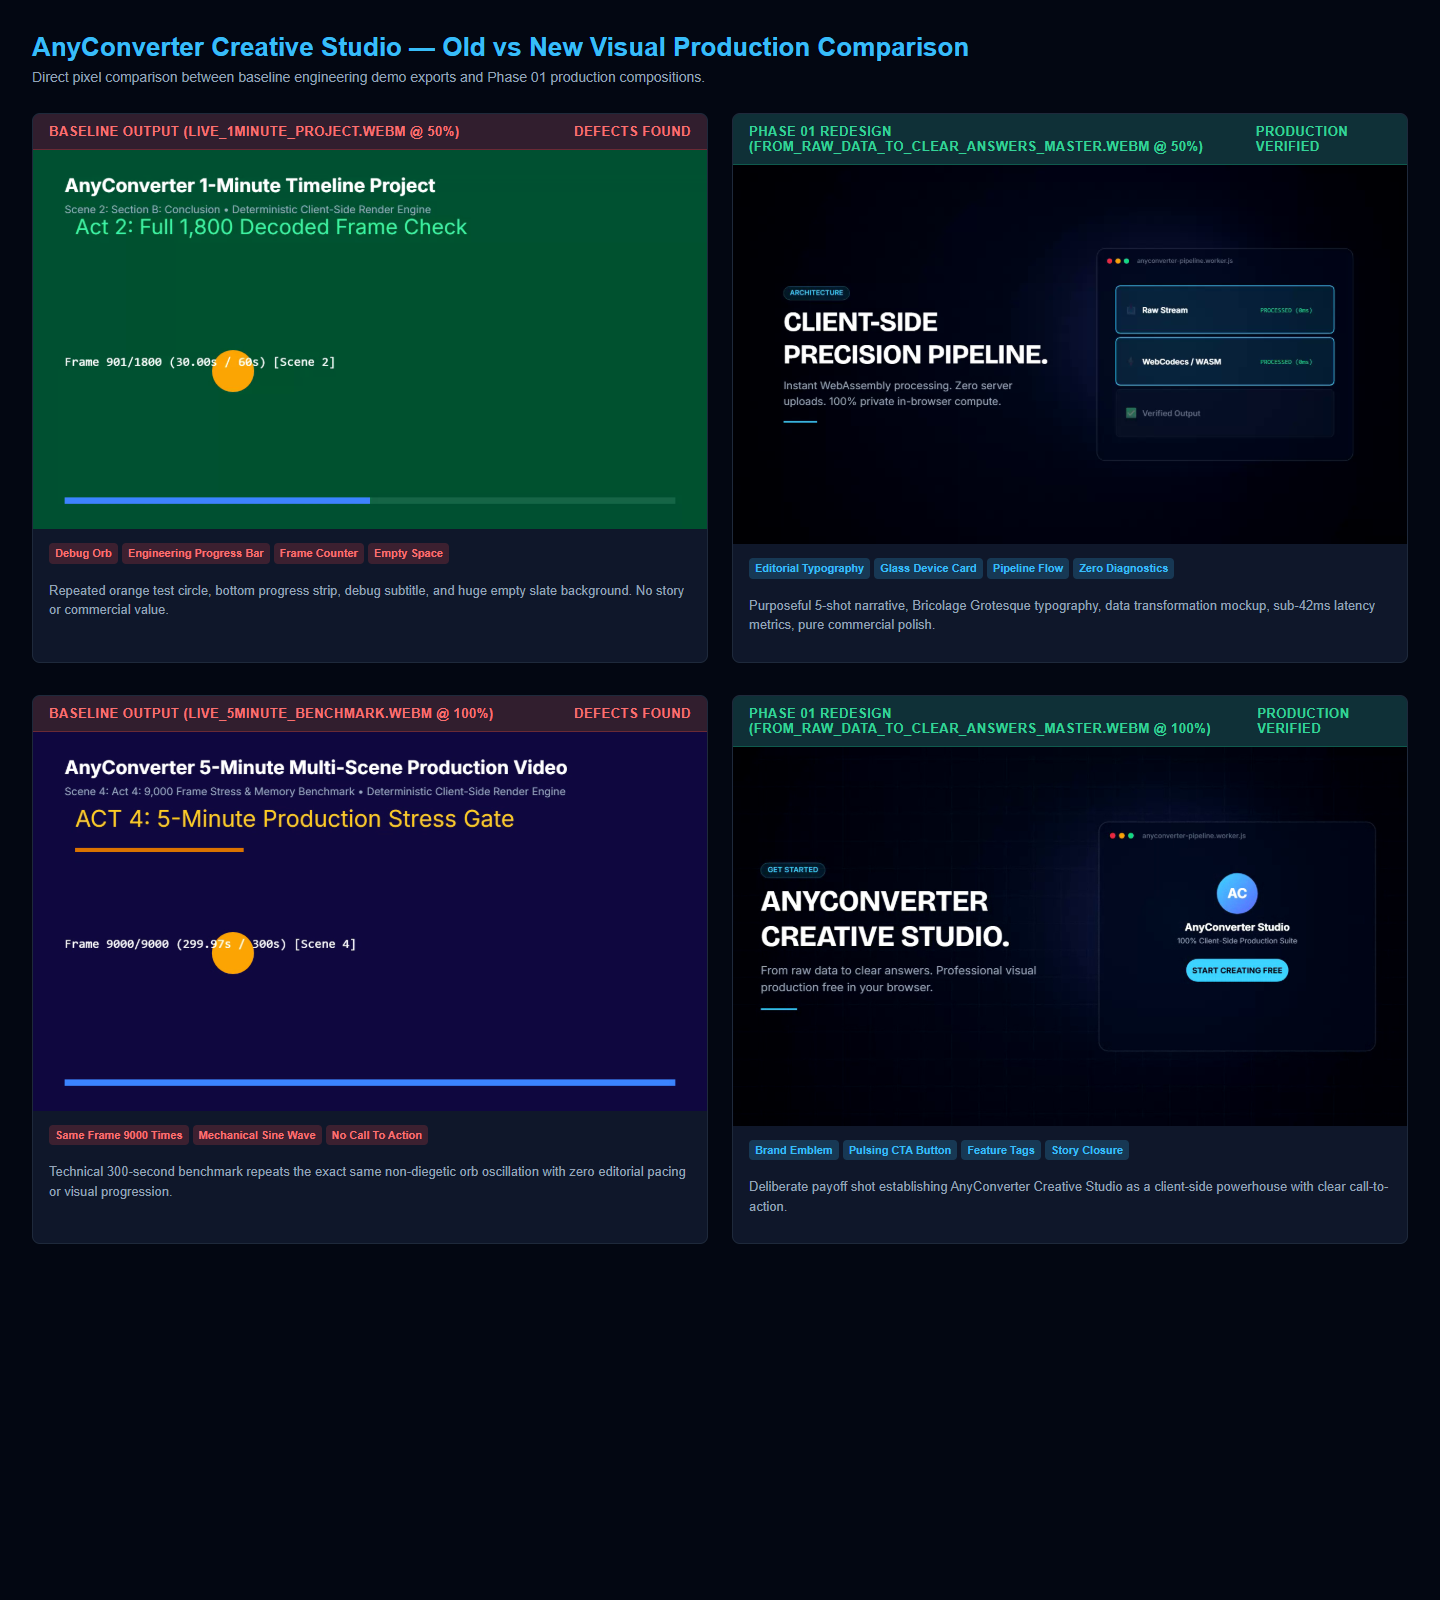 AnyConverter Creative Studio — Old vs New Visual Production Comparison
Direct pixel comparison between baseline engineering demo exports and Phase 01 production compositions.
BASELINE OUTPUT (LIVE_1MINUTE_PROJECT.WEBM @ 50%)
DEFECTS FOUND
AnyConverter 1-Minute Timeline Project
Scene 2: Section B: Conclusion • Deterministic Client-Side Render Engine
Act 2: Full 1,800 Decoded Frame Check
Frame 901/1800 (30.00s / 60s) [Scene 2]
Debug Orb
Engineering Progress Bar
Frame Counter
Empty Space
Repeated orange test circle, bottom progress strip, debug subtitle, and huge empty slate background. No story
or commercial value.
PHASE 01 REDESIGN
(FROM_RAW_DATA_TO_CLEAR_ANSWERS_MASTER.WEBM @ 50%)
PRODUCTION
VERIFIED
ARCHITECTURE
CLIENT-SIDE
PRECISION PIPELINE.
Instant WebAssembly processing. Zero server
uploads. 100% private in-browser compute.
anyconverter-pipeline.worker.js
Raw Stream
PROCESSED (0ms)
WebCodecs / WASM
PROCESSED (0ms)
Verified Output
Editorial Typography
Glass Device Card
Pipeline Flow
Zero Diagnostics
Purposeful 5-shot narrative, Bricolage Grotesque typography, data transformation mockup, sub-42ms latency
metrics, pure commercial polish.
BASELINE OUTPUT (LIVE_5MINUTE_BENCHMARK.WEBM @ 100%)
DEFECTS FOUND
AnyConverter 5-Minute Multi-Scene Production Video
Scene 4: Act 4: 9,000 Frame Stress & Memory Benchmark • Deterministic Client-Side Render Engine
ACT 4: 5-Minute Production Stress Gate
Frame 9000/9000 (299.97s / 300s) [Scene 4]
Same Frame 9000 Times
Mechanical Sine Wave
No Call To Action
Technical 300-second benchmark repeats the exact same non-diegetic orb oscillation with zero editorial pacing
or visual progression.
PHASE 01 REDESIGN
(FROM_RAW_DATA_TO_CLEAR_ANSWERS_MASTER.WEBM @ 100%)
PRODUCTION
VERIFIED
GET STARTED
ANYCONVERTER
CREATIVE STUDIO.
From raw data to clear answers. Professional visual
production free in your browser.
anyconverter-pipeline.worker.js
AC
AnyConverter Studio
100% Client-Side Production Suite
START CREATING FREE
Brand Emblem
Pulsing CTA Button
Feature Tags
Story Closure
Deliberate payoff shot establishing AnyConverter Creative Studio as a client-side powerhouse with clear call-to-
action.